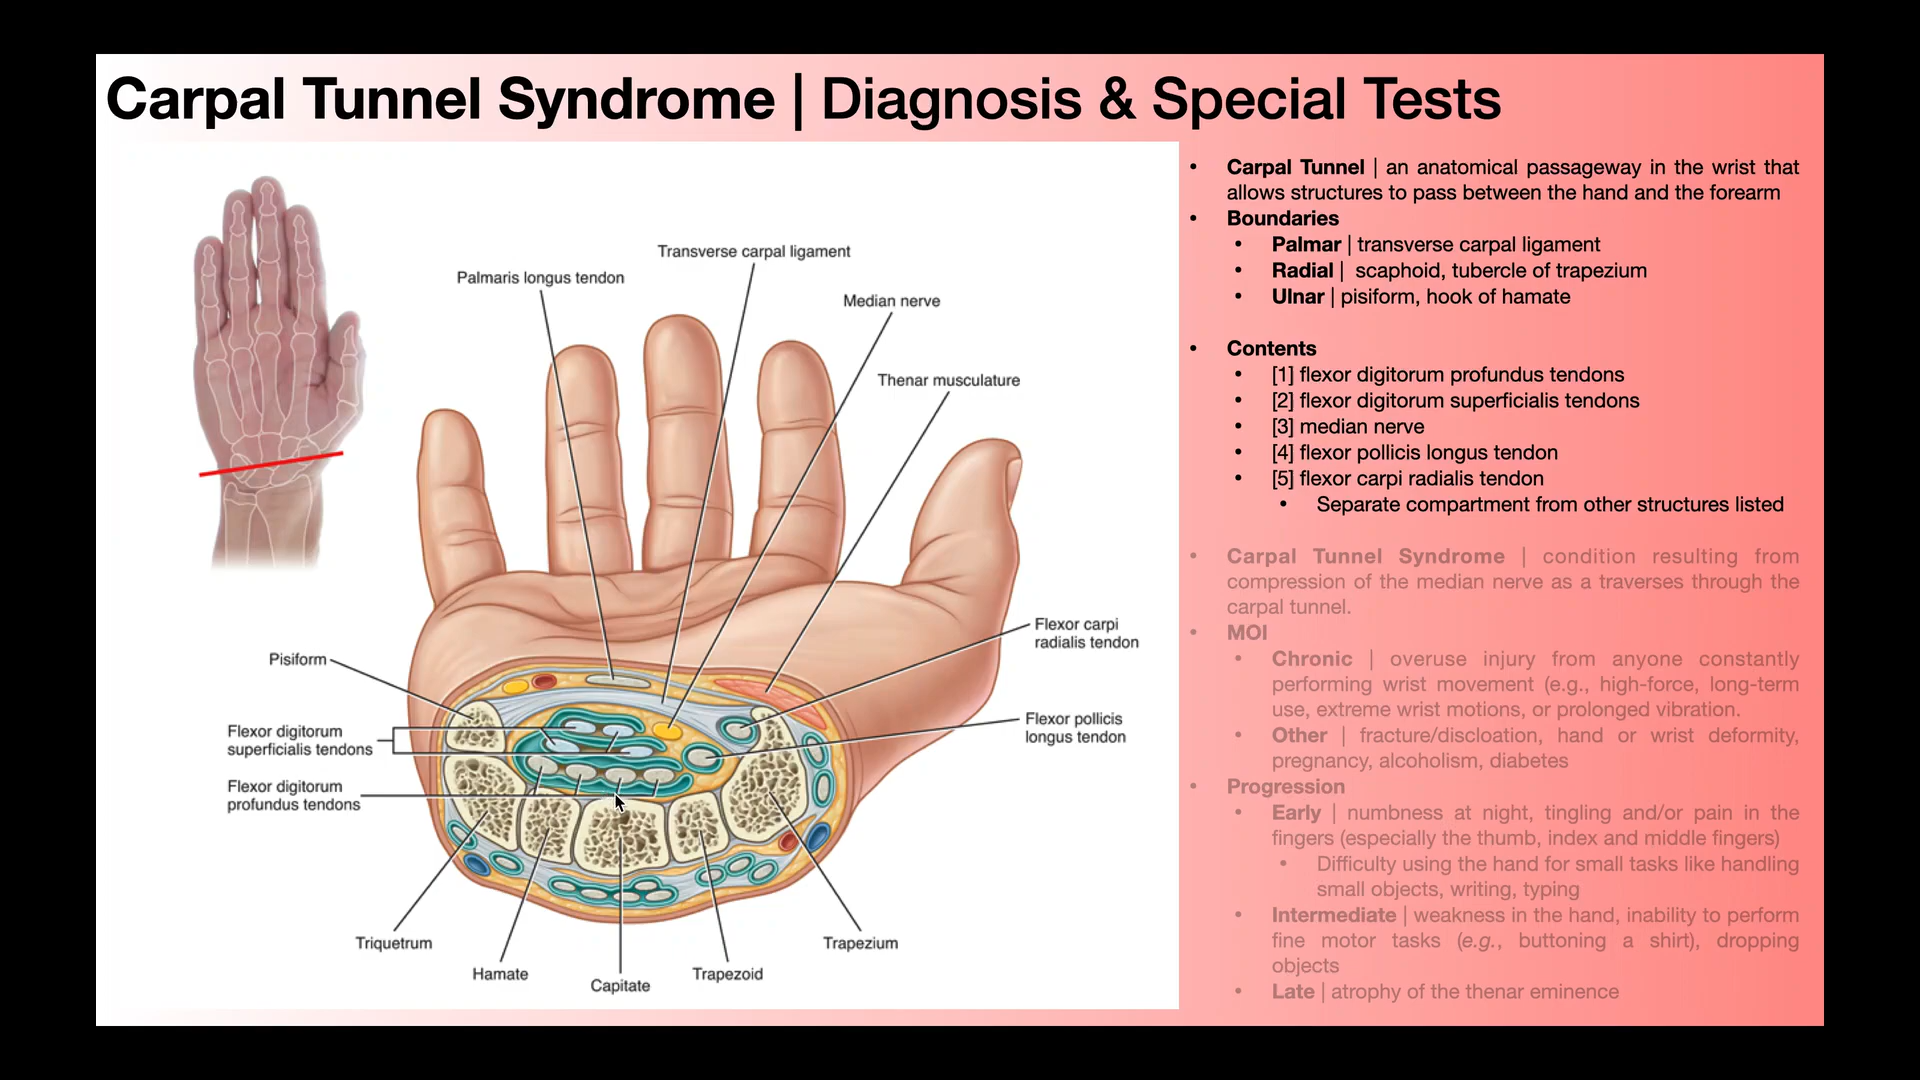 Carpal Tunnel Syndrome | Diagnosis & Special Tests
Transverse carpal ligament
Palmaris longus tendon
Median nerve
Thenar musculature
Flexor carpi
radialis tendon
Pisiform
Flexor pollicis
longus tendon
Flexor digitorum
superficialis tendons
Flexor digitorum
profundus tendons
Triquetrum
Hamate
Capitate
Trapezoid
Trapezium
• Carpal Tunnel | an anatomical passageway in the wrist that
allows structures to pass between the hand and the forearm
• Boundaries
• Palmar | transverse carpal ligament
• Radial | scaphoid, tubercle of trapezium
• Ulnar | pisiform, hook of hamate
• Contents
• [1] flexor digitorum profundus tendons
• [2] flexor digitorum superficialis tendons
• [3] median nerve
• [4] flexor pollicis longus tendon
• [5] flexor carpi radialis tendon
• Separate compartment from other structures listed
• Carpal Tunnel Syndrome | condition resulting from
compression of the median nerve as a traverses through the
carpal tunnel.
• MOI
• Chronic | overuse injury from anyone constantly
performing wrist movement (e.g., high-force, long-term
use, extreme wrist motions, or prolonged vibration.
• Other | fracture/discloation, hand or wrist deformity,
pregnancy, alcoholism, diabetes
• Progression
• Early | numbness at night, tingling and/or pain in the
fingers (especially the thumb, index and middle fingers)
• Difficulty using the hand for small tasks like handling
small objects, writing, typing
• Intermediate | weakness in the hand, inability to perform
fine motor tasks (e.g., buttoning a shirt), dropping
objects
• Late | atrophy of the thenar eminence